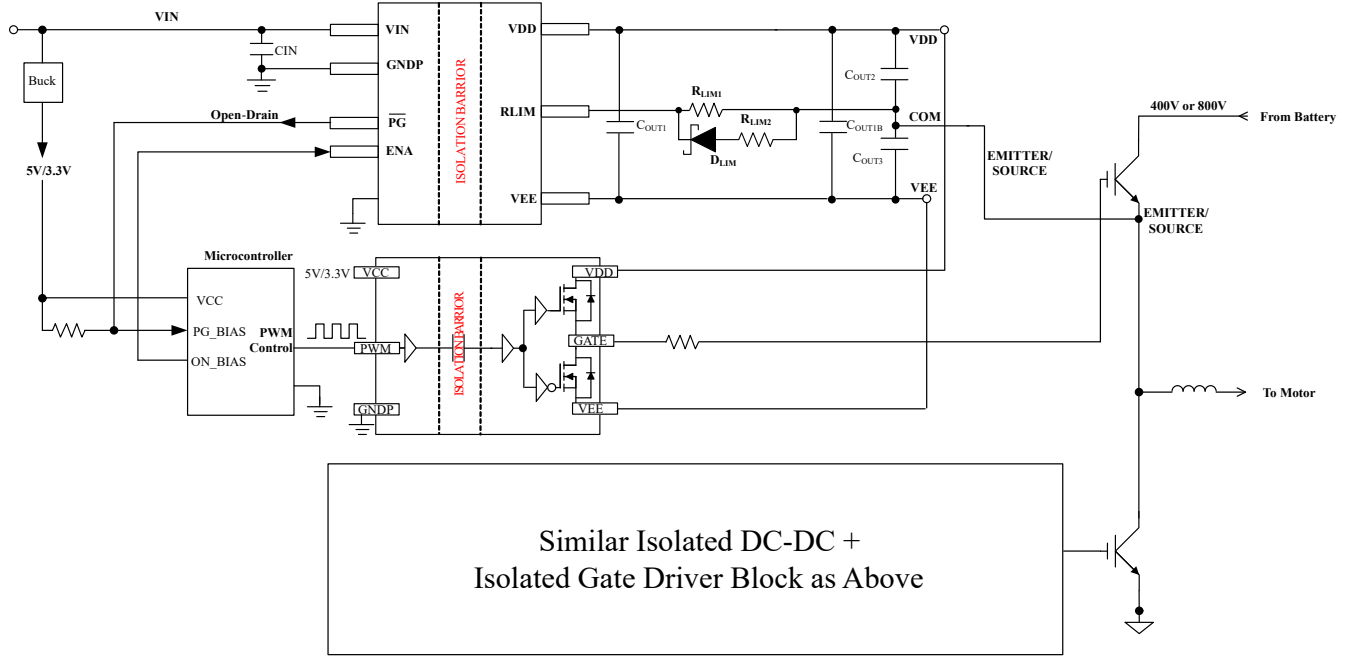 VIN
VIN
CIN
GNDP
Buck
Open-Drain
PG
ENA
5V/3.3V
ISOLATION BARRIER
VDD
RLIM
VEE
COUT1
RLIM1
RLIM2
DLIM
COUT1B
COUT2
COUT3
VDD
COM
VEE
EMITTER/
SOURCE
400V or 800V
From Battery
EMITTER/
SOURCE
Microcontroller
VCC
PG_BIAS
ON_BIAS
PWM
Control
5V/3.3V
VCC
PWM
GNDP
ISOLATION BARRIER
VDD
GATE
VEE
To Motor
Similar Isolated DC-DC +
Isolated Gate Driver Block as Above